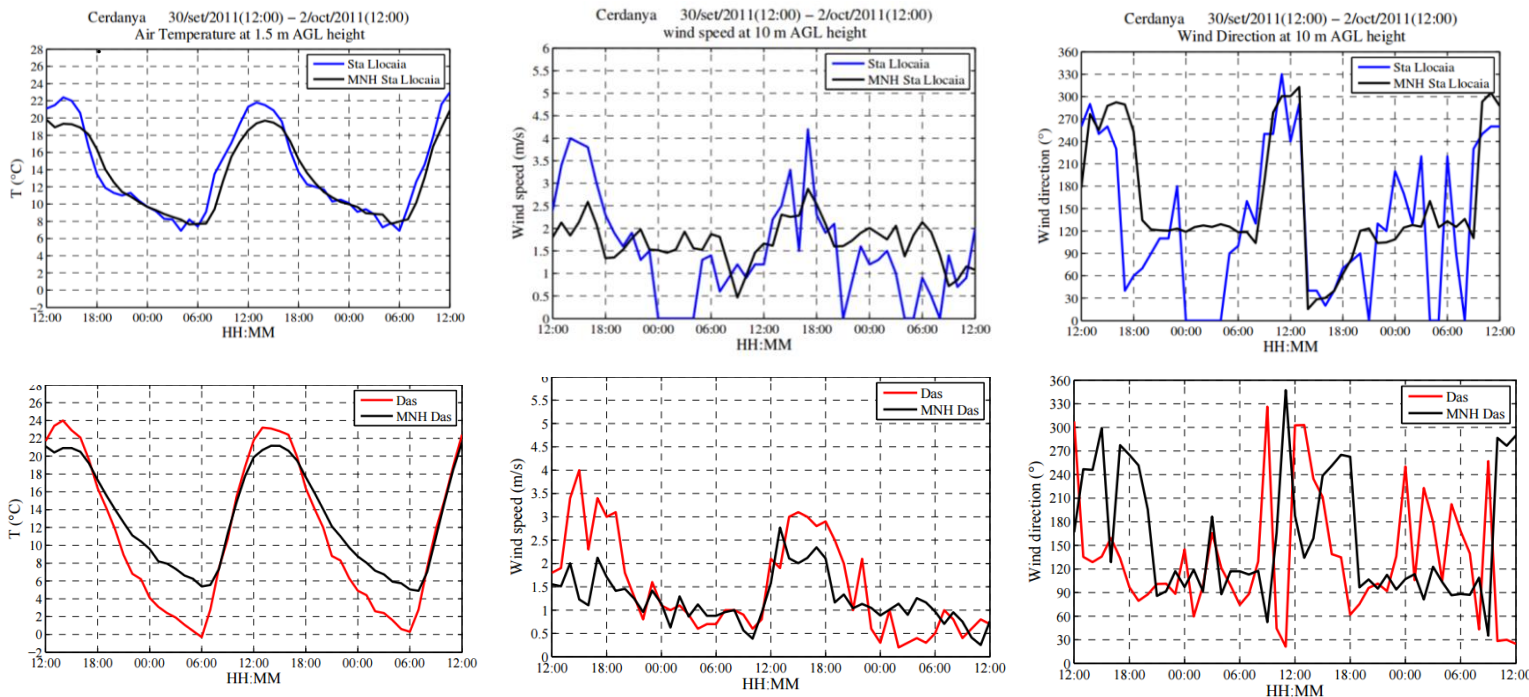 Cerdanya 30/set/2011(12:00) – 2/oct/2011(12:00)
Air Temperature at 1.5 m AGL height
Sta Llocaia
MNH Sta Llocaia
T (°C)
28
26
24
22
20
18
16
14
12
10
8
6
4
2
0
−2
12:00 18:00 00:00 06:00 12:00 18:00 00:00 06:00 12:00
HH:MM
Cerdanya 30/set/2011(12:00) – 2/oct/2011(12:00)
wind speed at 10 m AGL height
Sta Llocaia
MNH Sta Llocaia
Wind speed (m/s)
6
5.5
5
4.5
4
3.5
3
2.5
2
1.5
1
0.5
0
12:00 18:00 00:00 06:00 12:00 18:00 00:00 06:00 12:00
HH:MM
Cerdanya 30/set/2011(12:00) – 2/oct/2011(12:00)
Wind Direction at 10 m AGL height
Sta Llocaia
MNH Sta Llocaia
Wind direction (°)
360
330
300
270
240
210
180
150
120
90
60
30
0
12:00 18:00 00:00 06:00 12:00 18:00 00:00 06:00 12:00
HH:MM
Das
MNH Das
T (°C)
28
26
24
22
20
18
16
14
12
10
8
6
4
2
0
−2
12:00 18:00 00:00 06:00 12:00 18:00 00:00 06:00 12:00
HH:MM
Das
MNH Das
Wind speed (m/s)
6
5.5
5
4.5
4
3.5
3
2.5
2
1.5
1
0.5
0
12:00 18:00 00:00 06:00 12:00 18:00 00:00 06:00 12:00
HH:MM
Das
MNH Das
Wind direction (°)
360
330
300
270
240
210
180
150
120
90
60
30
0
12:00 18:00 00:00 06:00 12:00 18:00 00:00 06:00 12:00
HH:MM